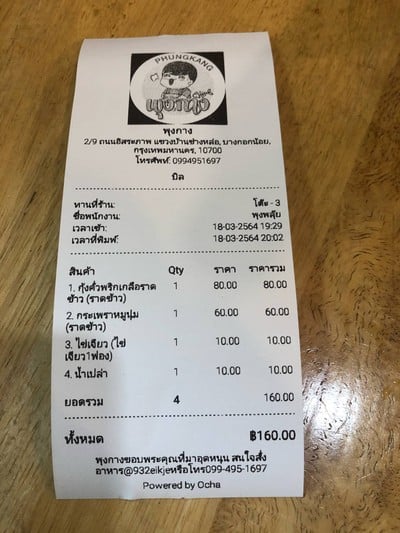 PHUNGKANG
พุงกาง
พุงกาง
2/9 ถนนอิสระภาพ แขวงบ้านช่างหล่อ, บางกอกน้อย,
กรุงเทพมหานคร, 10700
โทรศัพท์: 0994951697
บิล
ทานที่ร้าน: โต๊ะ - 3
ชื่อพนักงาน: พุงพลุ้ย
เวลาเข้า: 18-03-2564 19:29
เวลาที่พิมพ์: 18-03-2564 20:02
สินค้า Qty ราคา ราคารวม
1. กุ้งคั่วพริกเกลือราด 1 80.00 80.00
ข้าว (ราดข้าว)
2. กระเพราหมูนุ่ม 1 60.00 60.00
(ราดข้าว)
3. ไข่เจียว (ไข่ 1 10.00 10.00
เจียว1ฟอง)
4. น้ำเปล่า 1 10.00 10.00
ยอดรวม 4 160.00
ทั้งหมด ฿160.00
พุงกางขอบพระคุณที่มาอุดหนุน สนใจสั่ง
อาหาร@932eikjeหรือโทร099-495-1697
Powered by Ocha